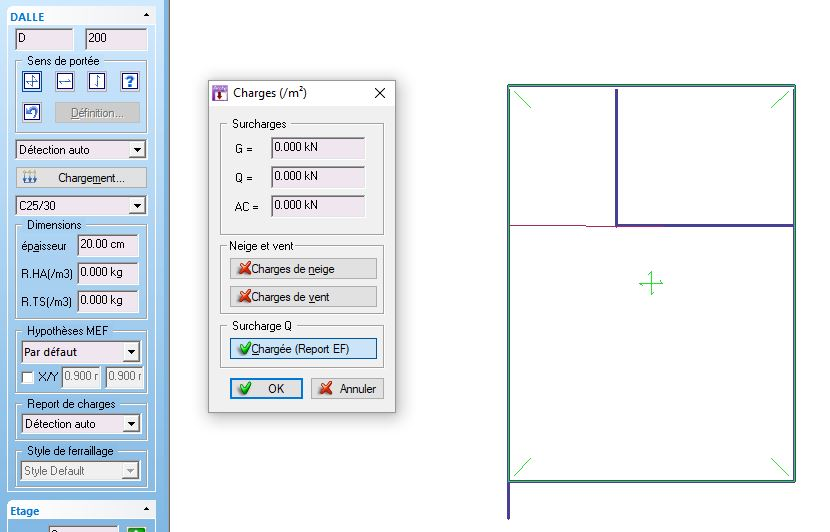 DALLE
D 200
Sens de portée
?
Définition...
Détection auto
Chargement...
C25/30
Dimensions
épaisseur 20.00 cm
R.HA(/m3) 0.000 kg
R.TS(/m3) 0.000 kg
Hypothèses MEF
Par défaut
X/Y 0.900 r 0.900 r
Report de charges
Détection auto
Style de ferraillage
Style Default
Etage
Charges (/m²)
Surcharges
G = 0.000 kN
Q = 0.000 kN
AC = 0.000 kN
Neige et vent
Charges de neige
Charges de vent
Surcharge Q
Chargée (Report EF)
OK Annuler